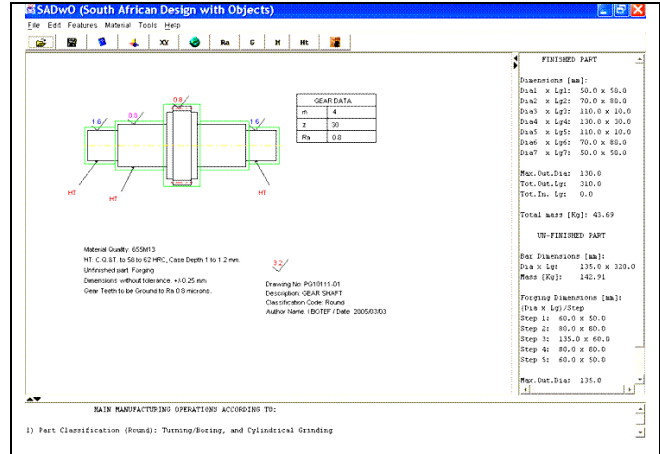 SADwO (South African Design with Objects)
File Edit Features Material Tools Help
XY Ra G M Ht
FINISHED PART
Dimensions [mm]:
Dia1 x Lg1: 50.0 x 50.0
Dia2 x Lg2: 70.0 x 80.0
Dia3 x Lg3: 110.0 x 10.0
Dia4 x Lg4: 130.0 x 30.0
Dia5 x Lg5: 110.0 x 10.0
Dia6 x Lg6: 70.0 x 80.0
Dia7 x Lg7: 50.0 x 50.0
Max.Out.Dia: 130.0
Tot.Out.Lg: 310.0
Tot.In. Lg: 0.0
Total mass [Kg]: 43.69
UN-FINISHED PART
Bar Dimensions [mm]:
Dia x Lg: 135.0 x 320.0
Mass [Kg]: 142.91
Forging Dimensions [mm]:
(Dia x Lg)/Step
Step 1: 60.0 x 50.0
Step 2: 80.0 x 80.0
Step 3: 135.0 x 60.0
Step 4: 80.0 x 80.0
Step 5: 60.0 x 50.0
Max.Out.Dia: 135.0
0.8
1.6
0.8
1.6
HT
HT
HT
GEAR DATA
m 4
z 30
Ra 0.8
Material Quality: 655M13
HT: C.Q.&T. to 58 to 62 HRC, Case Depth 1 to 1.2 mm.
Unfinished part: Forging
Dimensions without tolerance: +/-0.25 mm.
Gear Teeth to be Ground to Ra 0.8 microns.
3.2
Drawing No: PG101t1-01
Description: GEAR SHAFT
Classification Code: Round
Author Name: I BOTEF / Date: 2005/03/03
MAIN MANUFACTURING OPERATIONS ACCORDING TO:
1) Part Classification (Round): Turning/Boring, and Cylindrical Grinding